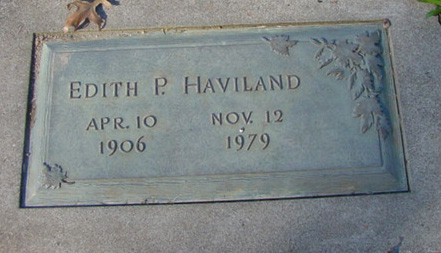 EDITH P. HAVILAND
APR. 10 NOV. 12
1906 1979